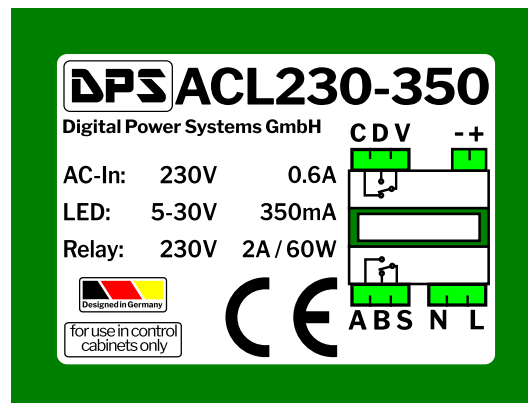 DPS ACL230-350
Digital Power Systems GmbH
C D V - +
AC-In: 230V 0.6A
LED: 5-30V 350mA
Relay: 230V 2A / 60W
Designed in Germany
CE
A B S N L
for use in control
cabinets only